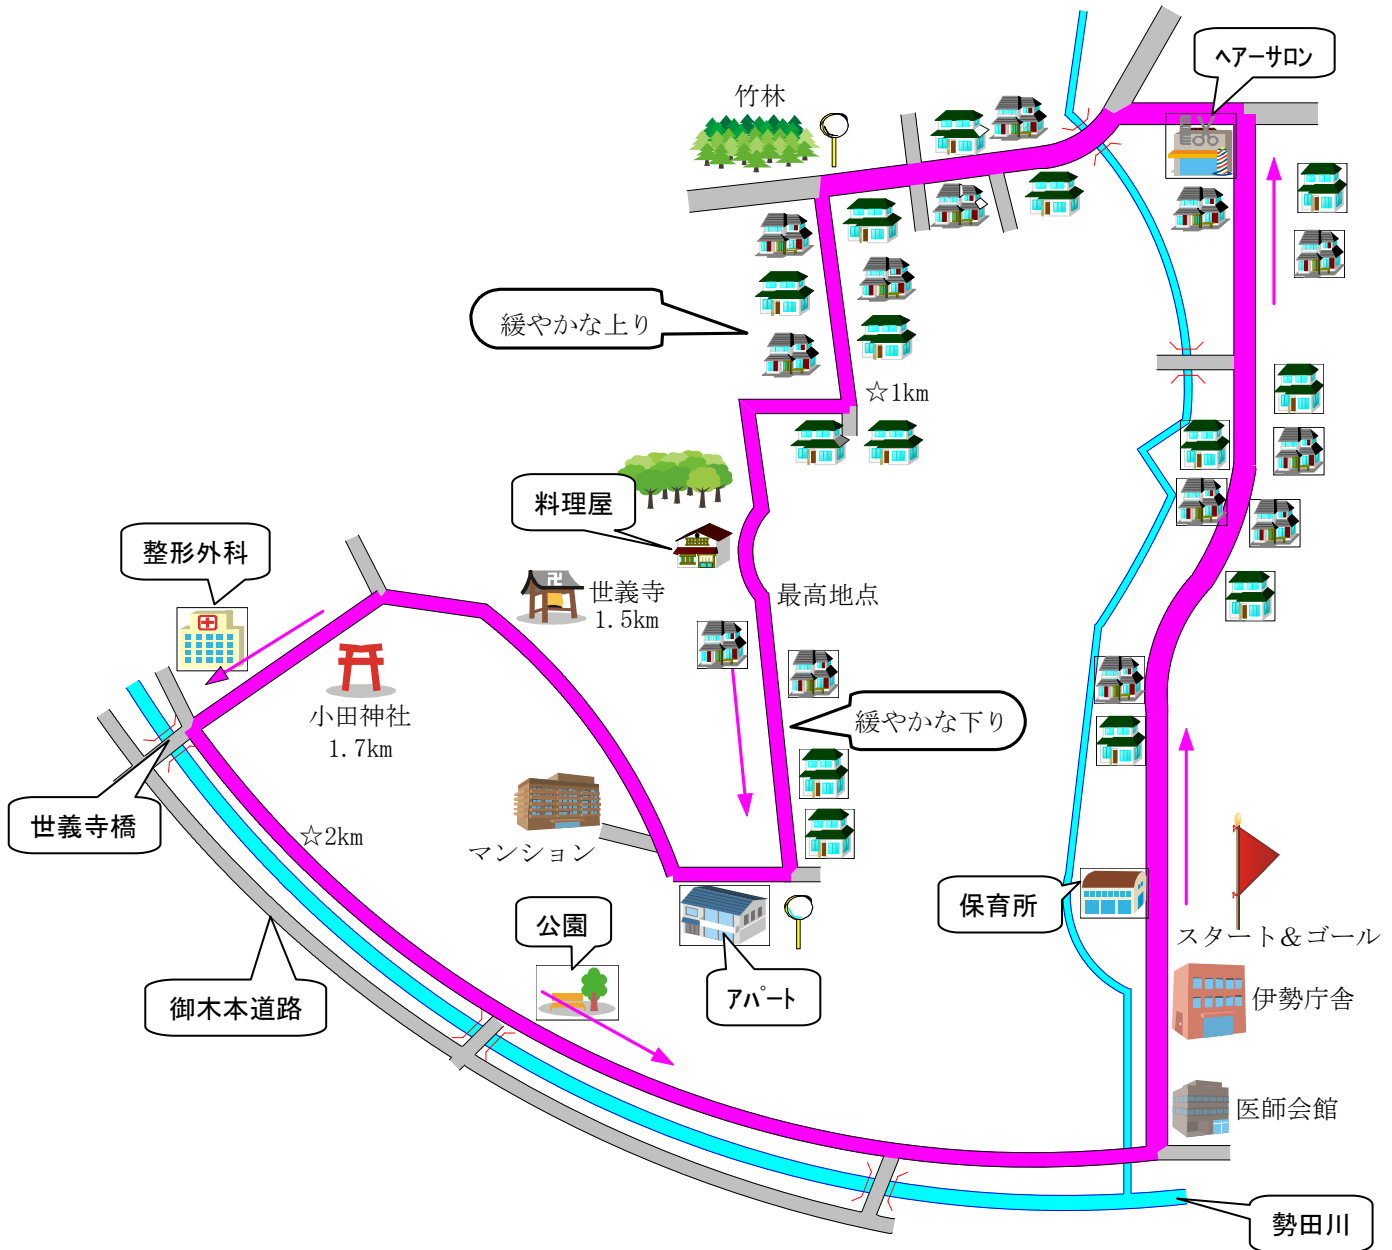 ヘアーサロン
竹林
緩やかな上り
☆1km
料理屋
整形外科
世義寺
1.5km
最高地点
小田神社
1.7km
緩やかな下り
世義寺橋
☆2km
マンション
保育所
公園
スタート&ゴール
アパート
御木本道路
伊勢庁舎
医師会館
勢田川